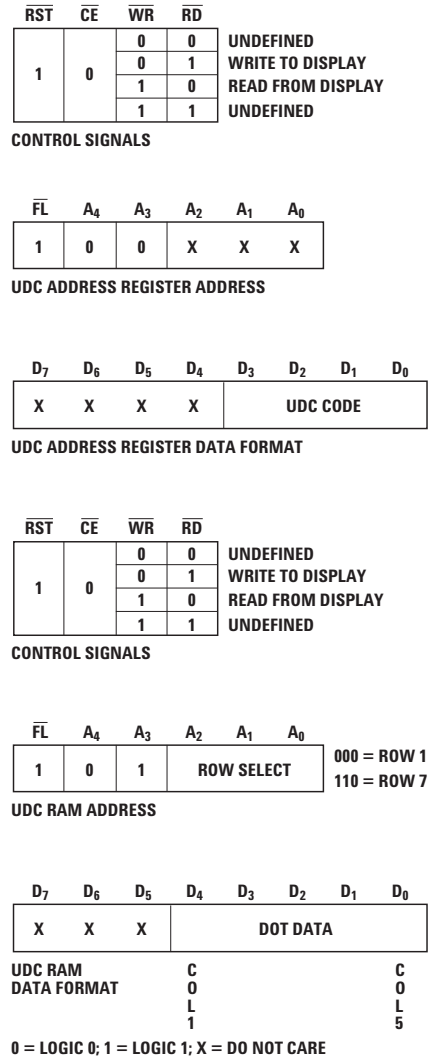 RST CE WR RD
0 0 UNDEFINED
0 1 WRITE TO DISPLAY
1 0
1 0 READ FROM DISPLAY
1 1 UNDEFINED
CONTROL SIGNALS
FL A4 A3 A2 A1 A0
1 0 0 X X X
UDC ADDRESS REGISTER ADDRESS
D7 D6 D5 D4 D3 D2 D1 D0
X X X X UDC CODE
UDC ADDRESS REGISTER DATA FORMAT
RST CE WR RD
0 0 UNDEFINED
0 1 WRITE TO DISPLAY
1 0
1 0 READ FROM DISPLAY
1 1 UNDEFINED
CONTROL SIGNALS
FL A4 A3 A2 A1 A0
1 0 1 ROW SELECT
000 = ROW 1
110 = ROW 7
UDC RAM ADDRESS
D7 D6 D5 D4 D3 D2 D1 D0
X X X DOT DATA
UDC RAM
DATA FORMAT
COL1
COL5
0 = LOGIC 0; 1 = LOGIC 1; X = DO NOT CARE